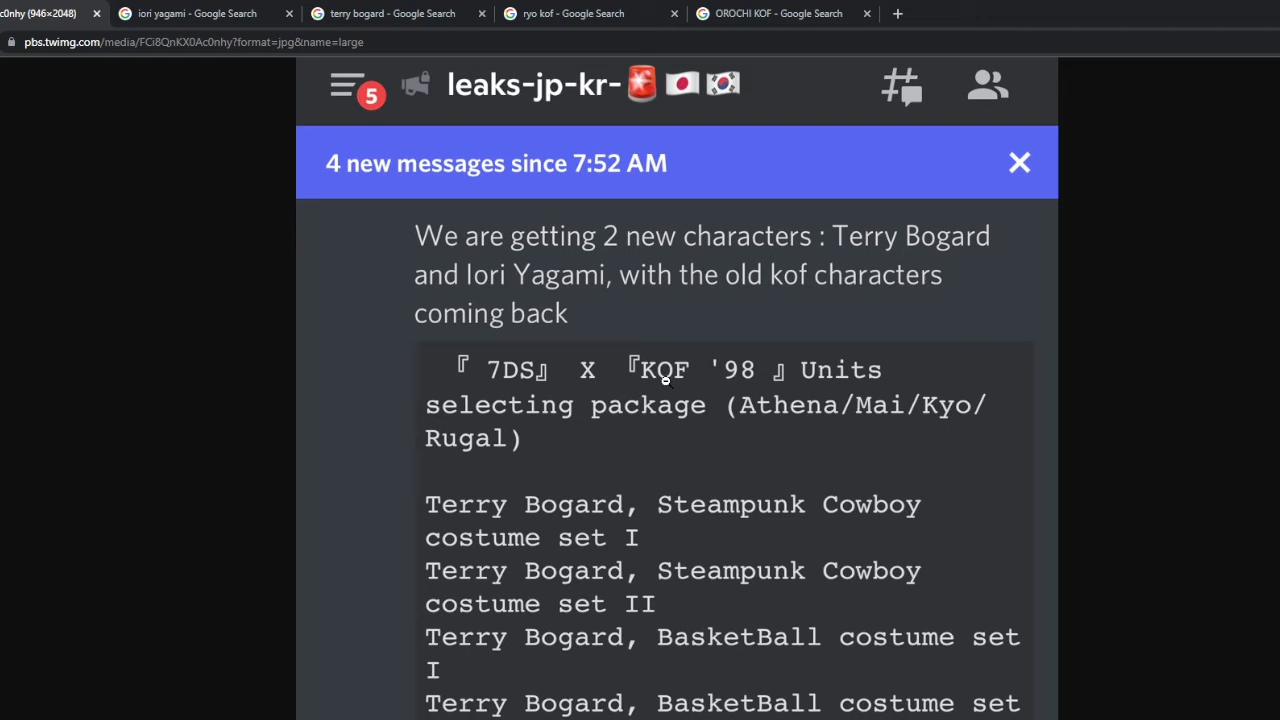 c0nhy (946×2048)
iori yagami - Google Search
terry bogard - Google Search
ryo kof - Google Search
OROCHI KOF - Google Search
pbs.twimg.com/media/FCi8QnKX0Ac0nhy?format=jpg&name=large
5
leaks-jp-kr-🚨🇯🇵🇰🇷
4 new messages since 7:52 AM
We are getting 2 new characters : Terry Bogard
and Iori Yagami, with the old kof characters
coming back
『 7DS』 X 『KOF '98 』Units
selecting package (Athena/Mai/Kyo/
Rugal)
Terry Bogard, Steampunk Cowboy
costume set I
Terry Bogard, Steampunk Cowboy
costume set II
Terry Bogard, BasketBall costume set
I
Terry Bogard, BasketBall costume set